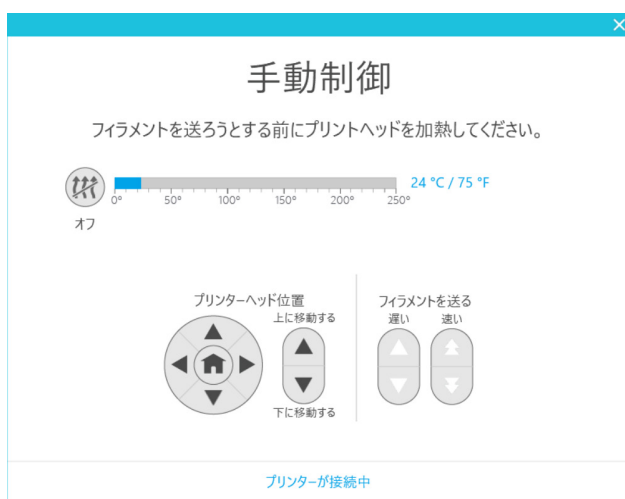 手動制御
フィラメントを送ろうとする前にプリントヘッドを加熱してください。
24 °C / 75 °F
0° 50° 100° 150° 200° 250°
オフ
プリンターヘッド位置
上に移動する
下に移動する
フィラメントを送る
遅い 速い
プリンターが接続中